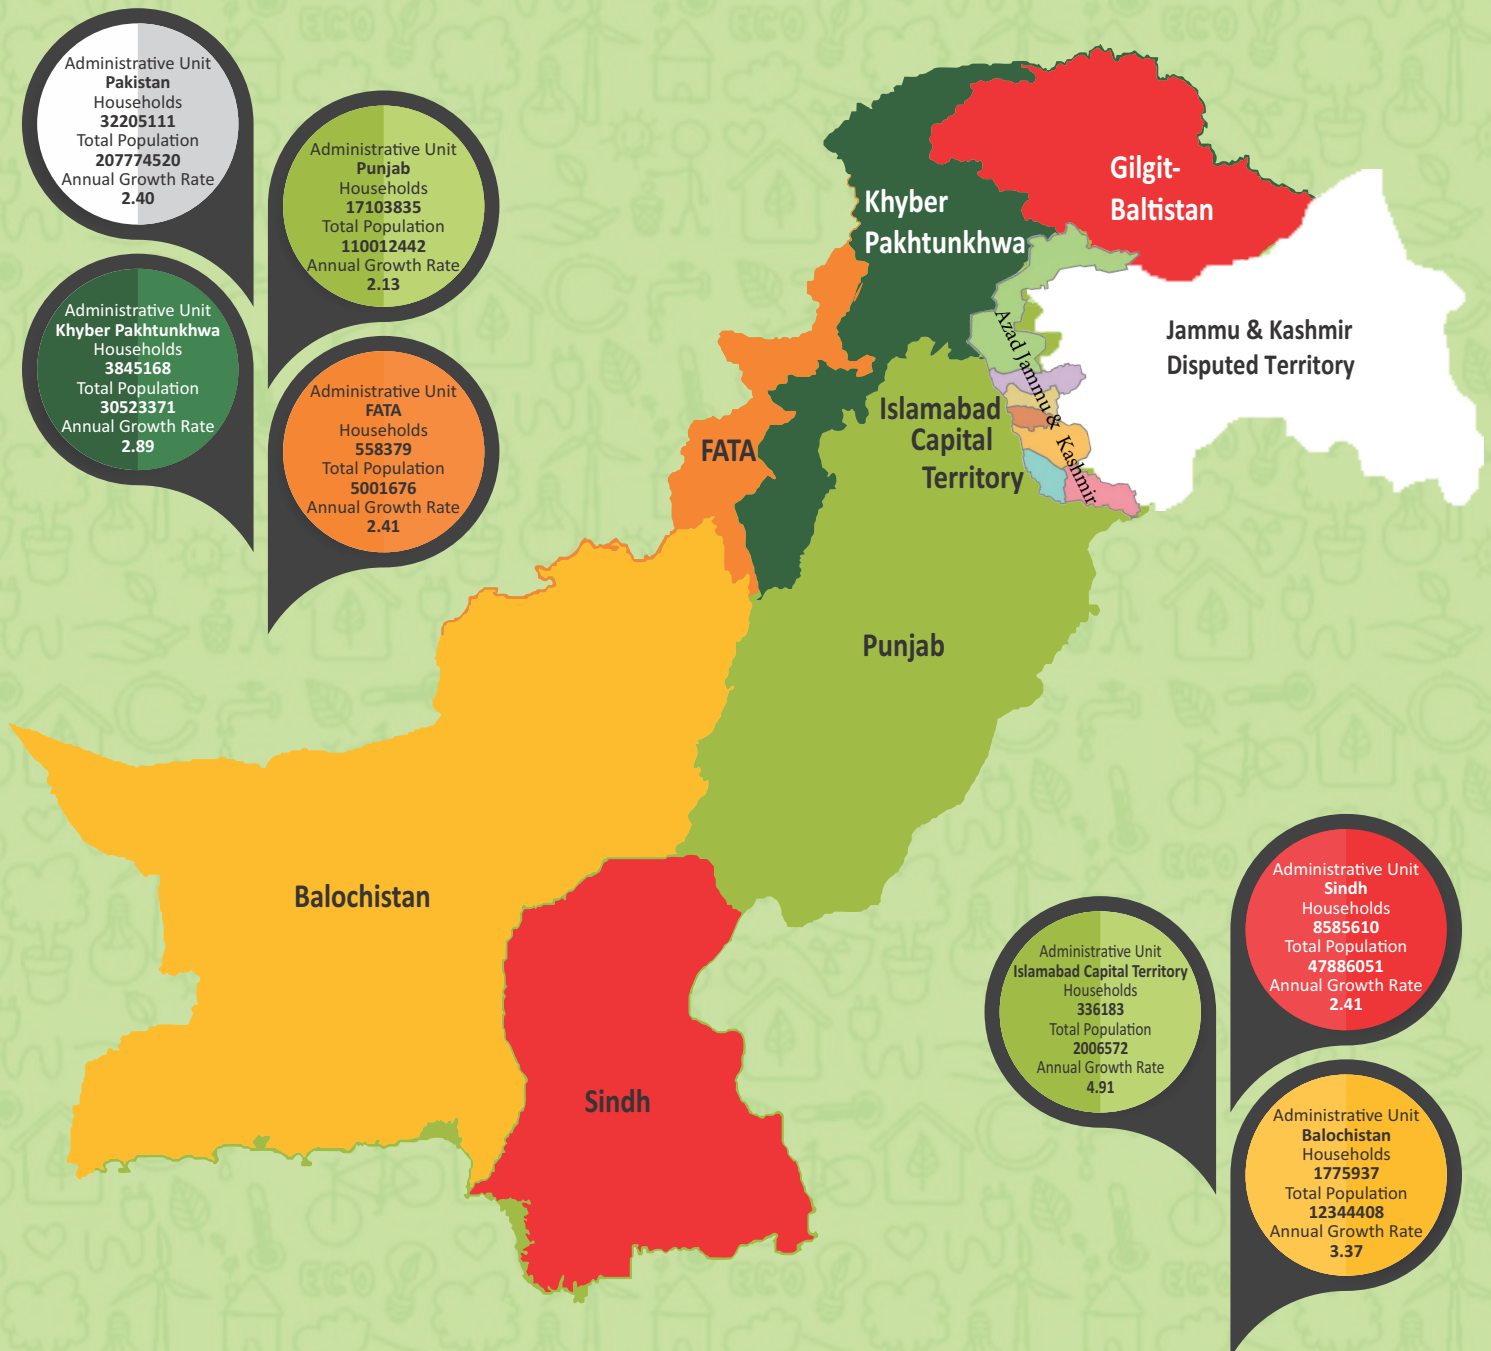 Administrative Unit
Pakistan
Households
32205111
Total Population
207774520
Annual Growth Rate
2.40
Administrative Unit
Punjab
Households
17103835
Total Population
110012442
Annual Growth Rate
2.13
Administrative Unit
Khyber Pakhtunkhwa
Households
3845168
Total Population
30523371
Annual Growth Rate
2.89
Administrative Unit
FATA
Households
558379
Total Population
5001676
Annual Growth Rate
2.41
Gilgit-
Baltistan
Khyber
Pakhtunkhwa
Jammu & Kashmir
Disputed Territory
Azad Jammu & Kashmir
Islamabad
Capital
Territory
FATA
Punjab
Balochistan
Sindh
Administrative Unit
Islamabad Capital Territory
Households
336183
Total Population
2006572
Annual Growth Rate
4.91
Administrative Unit
Sindh
Households
8585610
Total Population
47886051
Annual Growth Rate
2.41
Administrative Unit
Balochistan
Households
1775937
Total Population
12344408
Annual Growth Rate
3.37
ECO
ECO
ECO
ECO
ECO